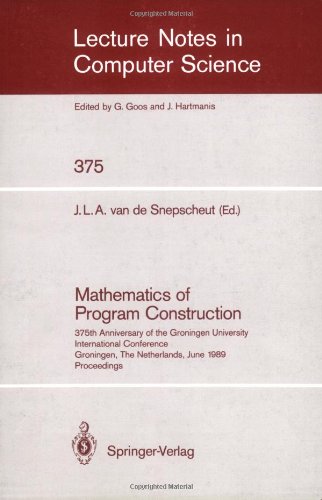 Lecture Notes in
Computer Science
Edited by G. Goos and J. Hartmanis
375
J. L. A. van de Snepscheut (Ed.)
Mathematics of
Program Construction
375th Anniversary of the Groningen University
International Conference
Groningen, The Netherlands, June 1989
Proceedings
Springer-Verlag